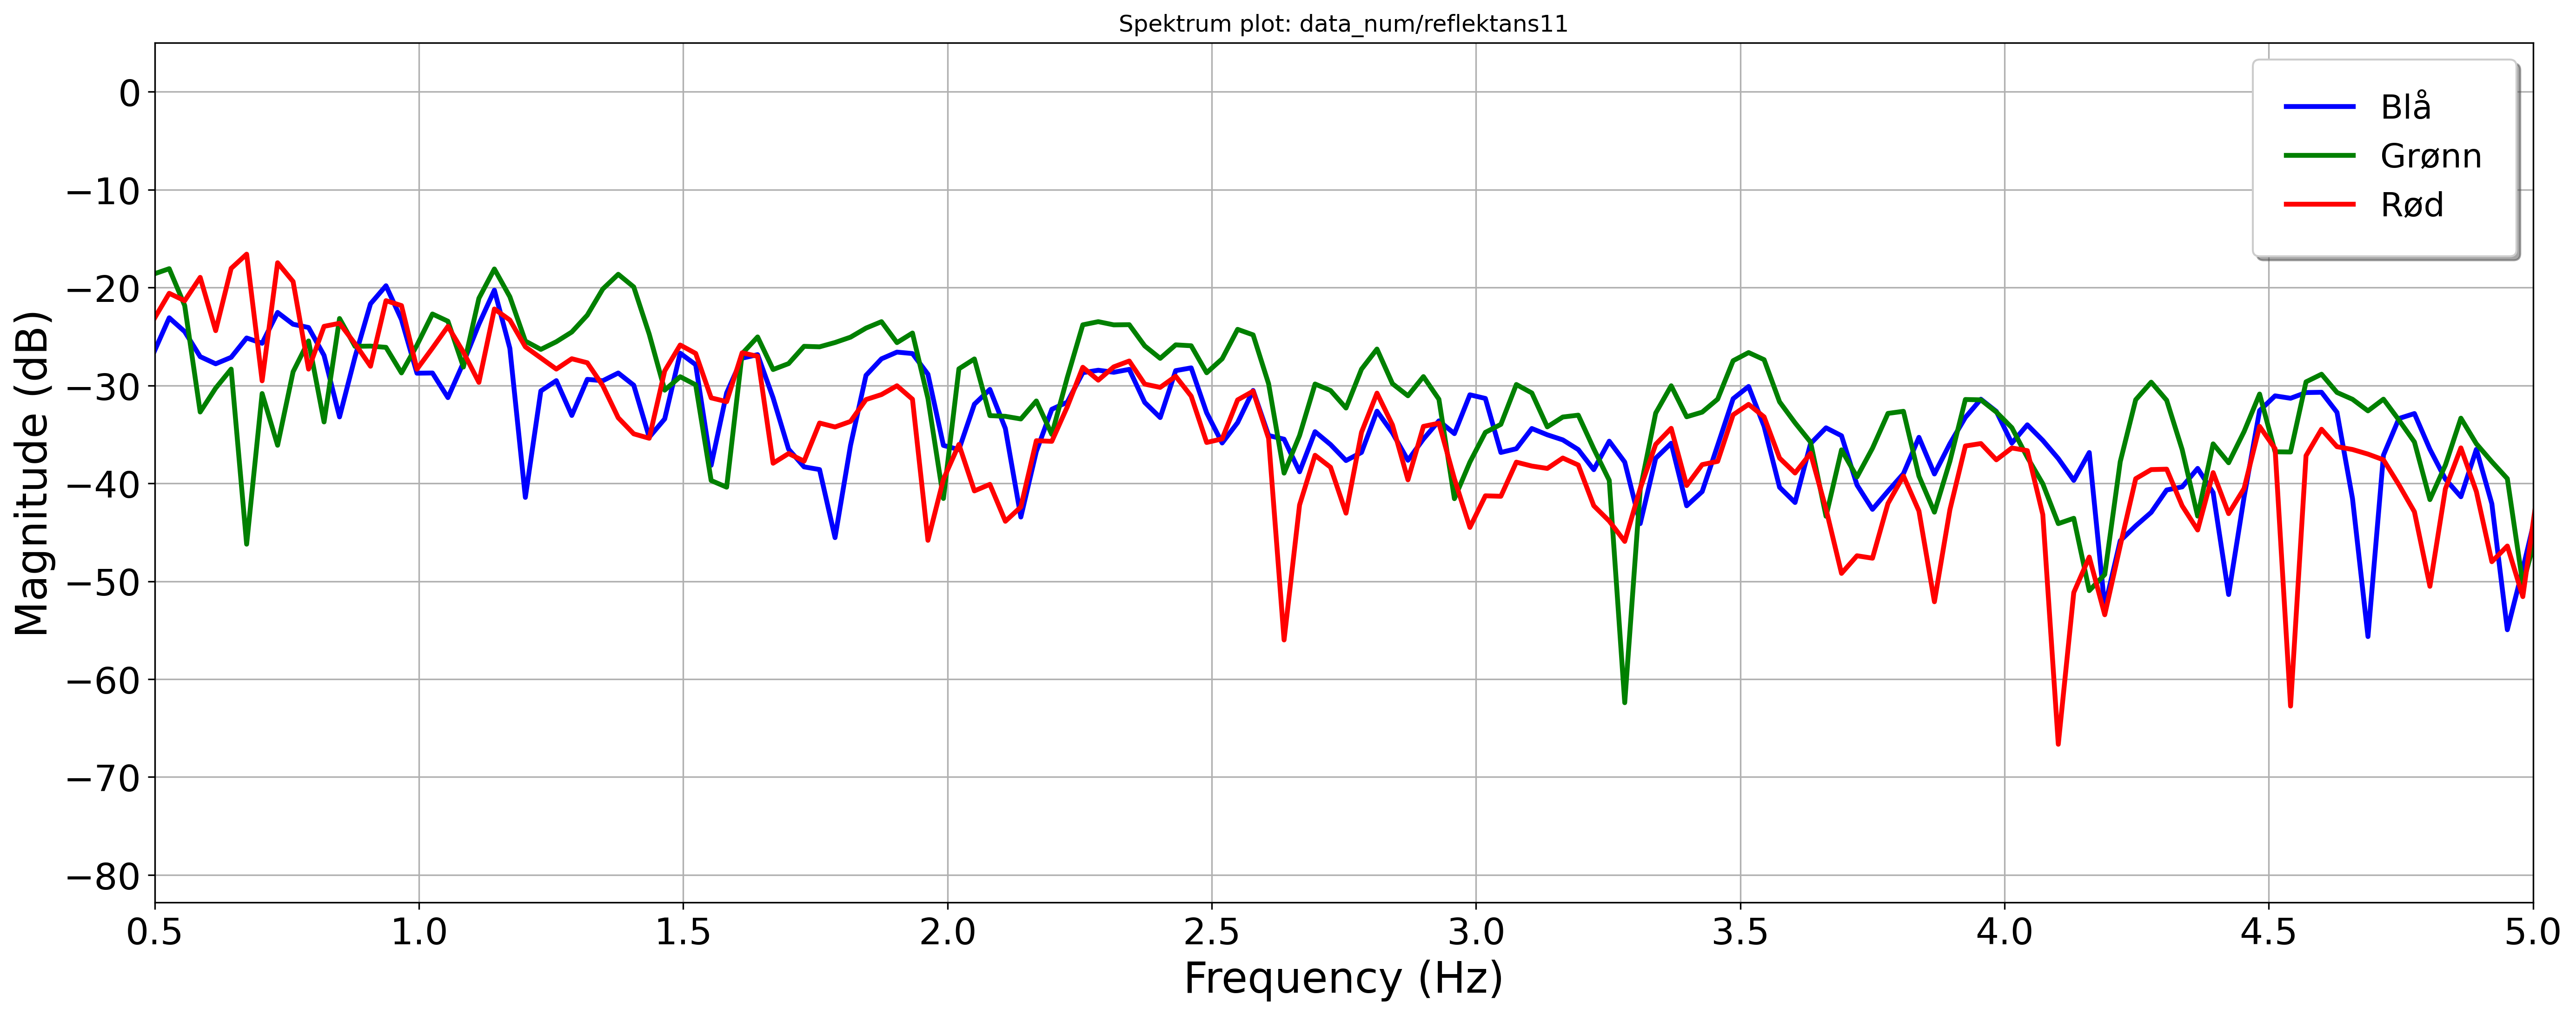 Spektrum plot: data_num/reflektans11
Magnitude (dB)
0
−10
−20
−30
−40
−50
−60
−70
−80
Blå
Grønn
Rød
0.5 1.0 1.5 2.0 2.5 3.0 3.5 4.0 4.5 5.0
Frequency (Hz)